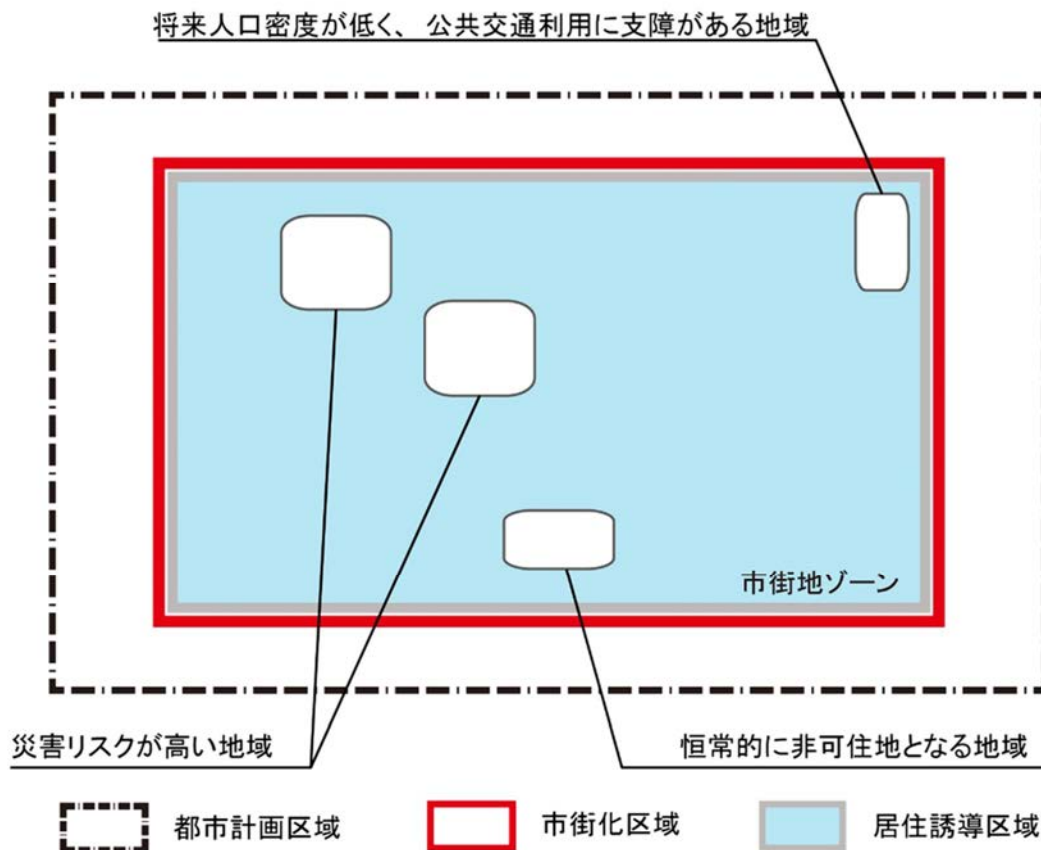 将来人口密度が低く、公共交通利用に支障がある地域
市街地ゾーン
災害リスクが高い地域
恒常的に非可住地となる地域
都市計画区域
市街化区域
居住誘導区域